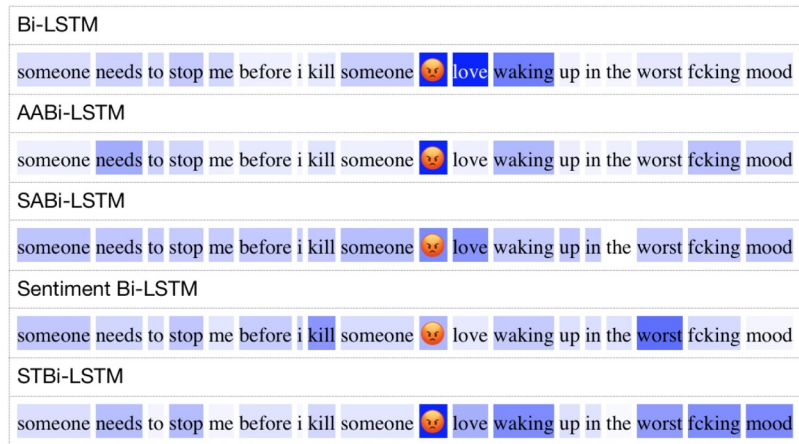 Bi-LSTM
someone needs to stop me before i kill someone 😡 love waking up in the worst fcking mood
AABi-LSTM
someone needs to stop me before i kill someone 😡 love waking up in the worst fcking mood
SABi-LSTM
someone needs to stop me before i kill someone 😡 love waking up in the worst fcking mood
Sentiment Bi-LSTM
someone needs to stop me before i kill someone 😡 love waking up in the worst fcking mood
STBi-LSTM
someone needs to stop me before i kill someone 😡 love waking up in the worst fcking mood